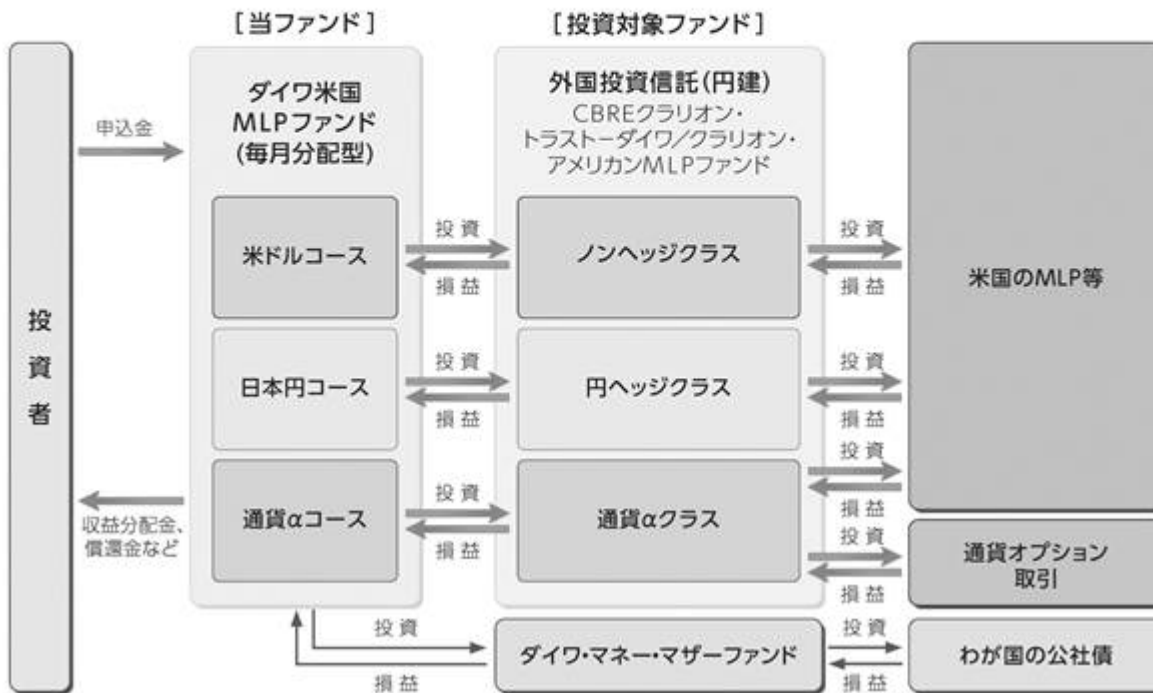 [当ファンド]
[投資対象ファンド]
投資者
申込金
収益分配金、
償還金など
ダイワ米国
MLPファンド
(毎月分配型)
外国投資信託(円建)
CBREクラリオン・
トラストーダイワ/クラリオン・
アメリカンMLPファンド
米ドルコース
投資
損益
ノンヘッジクラス
投資
損益
米国のMLP等
日本円コース
投資
損益
円ヘッジクラス
投資
損益
通貨αコース
投資
損益
通貨αクラス
投資
損益
投資
損益
通貨オプション
取引
投資
損益
ダイワ・マネー・マザーファンド
投資
損益
わが国の公社債